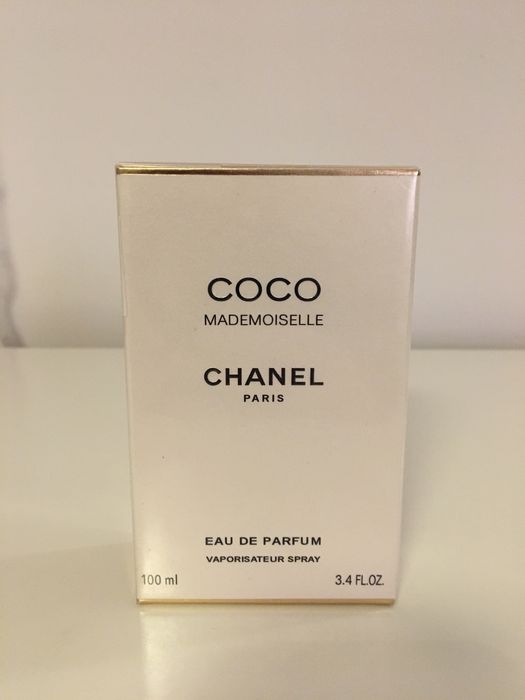 COCO
MADEMOISELLE
CHANEL
PARIS
EAU DE PARFUM
VAPORISATEUR SPRAY
100 ml 3.4 FL.OZ.